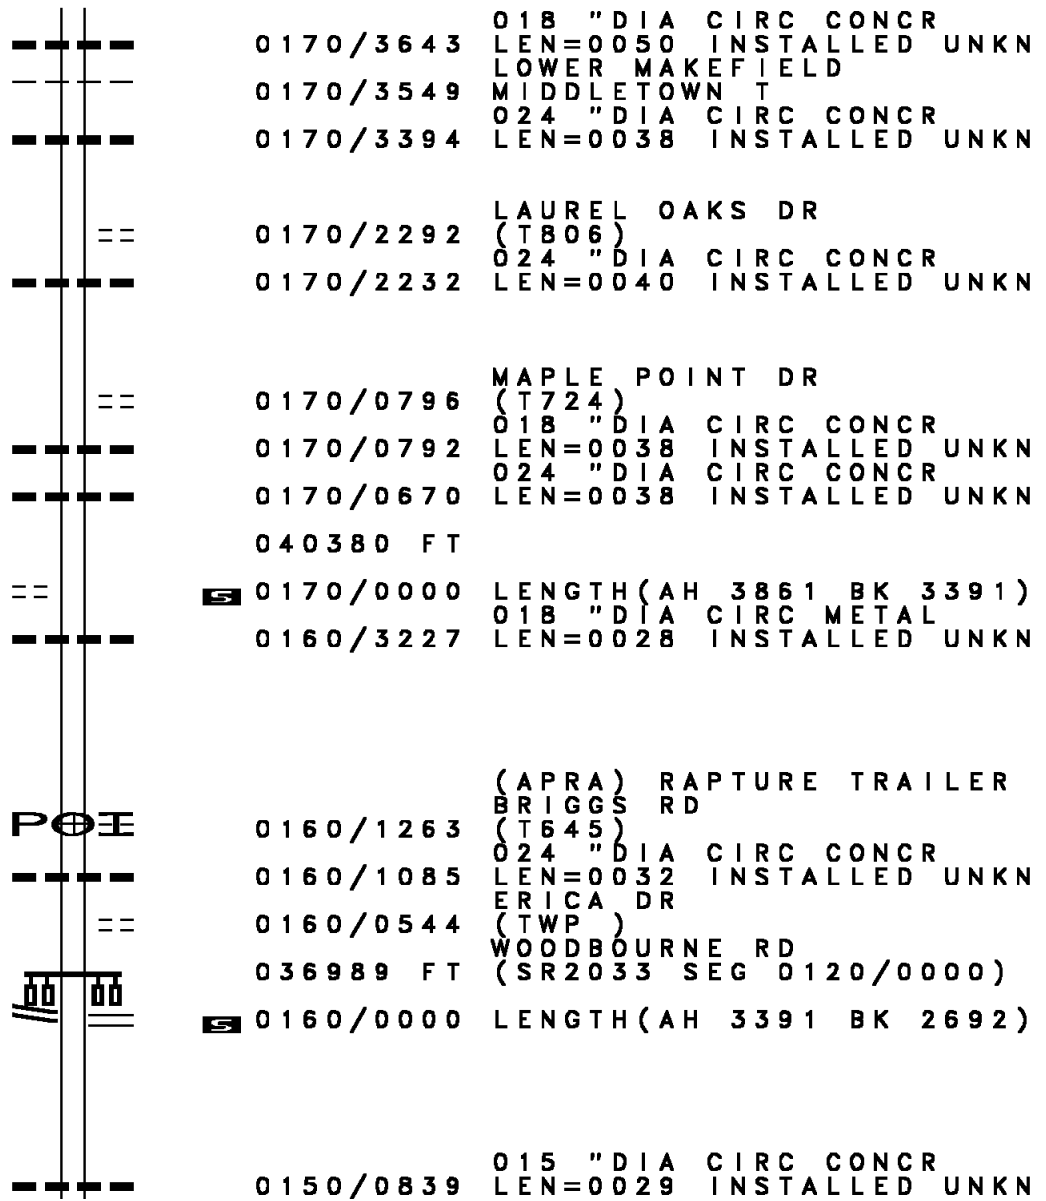 018 "DIA CIRC CONCR
0170/3643 LEN=0050 INSTALLED UNKN
LOWER MAKEFIELD
0170/3549 MIDDLETOWN T
024 "DIA CIRC CONCR
0170/3394 LEN=0038 INSTALLED UNKN
LAUREL OAKS DR
0170/2292 (T806)
024 "DIA CIRC CONCR
0170/2232 LEN=0040 INSTALLED UNKN
MAPLE POINT DR
0170/0796 (T724)
018 "DIA CIRC CONCR
0170/0792 LEN=0038 INSTALLED UNKN
024 "DIA CIRC CONCR
0170/0670 LEN=0038 INSTALLED UNKN
040380 FT
S 0170/0000 LENGTH(AH 3861 BK 3391)
018 "DIA CIRC METAL
0160/3227 LEN=0028 INSTALLED UNKN
(APRA) RAPTURE TRAILER
BRIGGS RD
POI 0160/1263 (T645)
024 "DIA CIRC CONCR
0160/1085 LEN=0032 INSTALLED UNKN
ERICA DR
0160/0544 (TWP )
WOODBOURNE RD
036989 FT (SR2033 SEG 0120/0000)
S 0160/0000 LENGTH(AH 3391 BK 2692)
015 "DIA CIRC CONCR
0150/0839 LEN=0029 INSTALLED UNKN